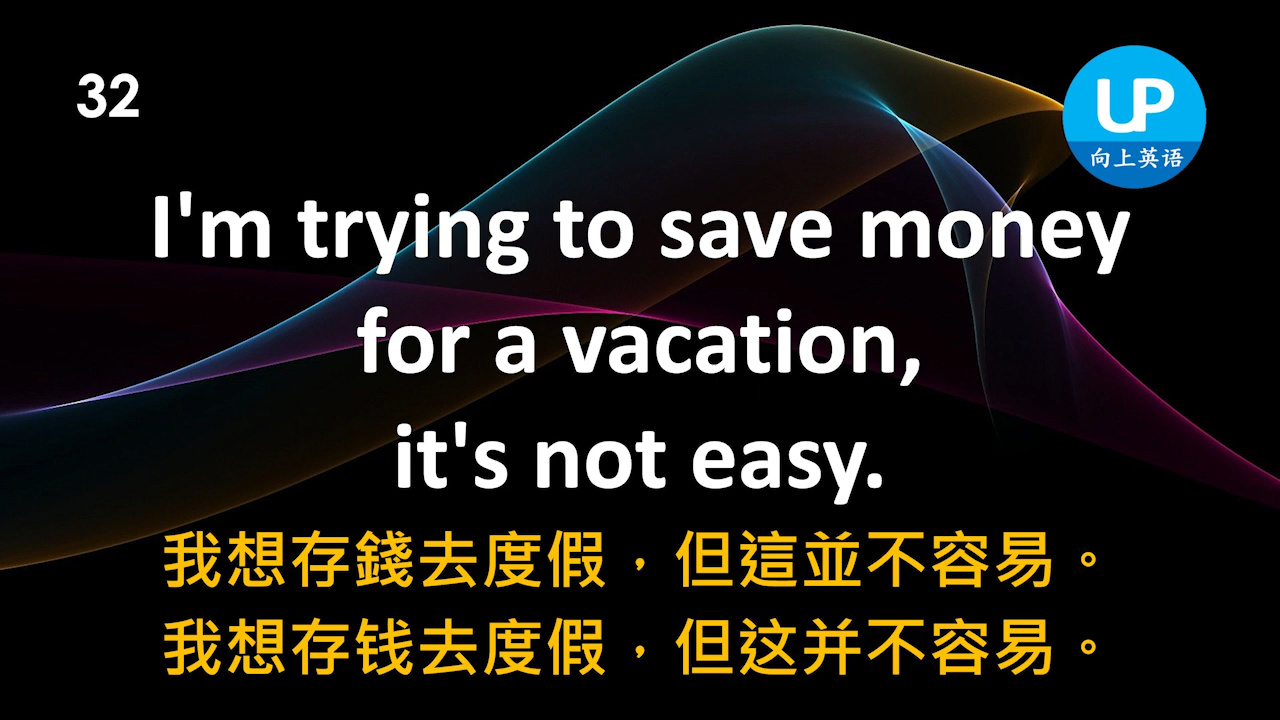 32
UP
向上英语
I'm trying to save money
for a vacation,
it's not easy.
我想存錢去度假，但這並不容易。
我想存钱去度假，但这并不容易。